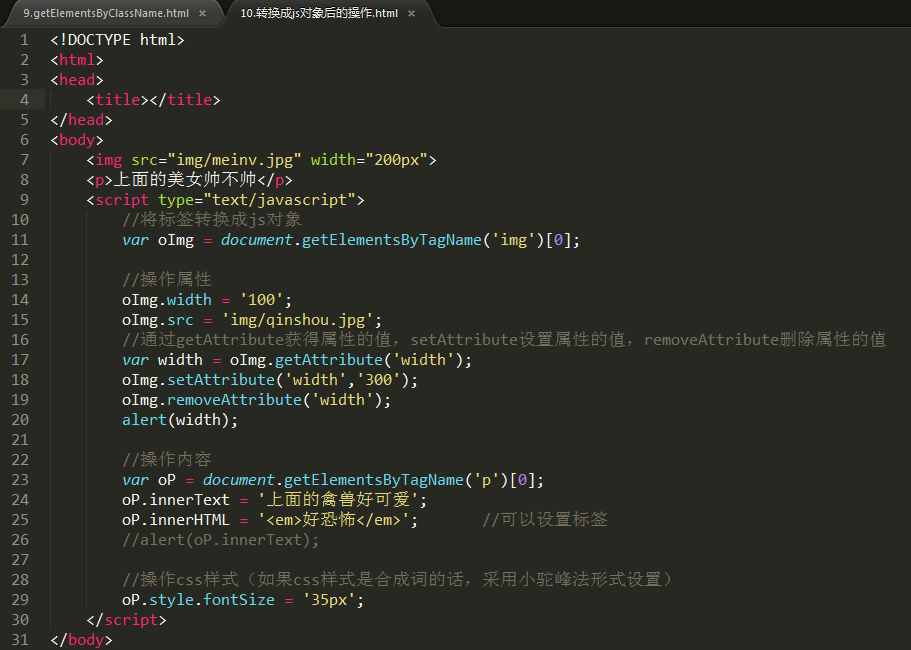 9.getElementsByClassName.html × 10.转换成js对象后的操作.html ×
1 <!DOCTYPE html>
2 <html>
3 <head>
4 <title></title>
5 </head>
6 <body>
7 <img src="img/meinv.jpg" width="200px">
8 <p>上面的美女帅不帅</p>
9 <script type="text/javascript">
10 //将标签转换成js对象
11 var oImg = document.getElementsByTagName('img')[0];
12
13 //操作属性
14 oImg.width = '100';
15 oImg.src = 'img/qinshou.jpg';
16 //通过getAttribute获得属性的值，setAttribute设置属性的值，removeAttribute删除属性的值
17 var width = oImg.getAttribute('width');
18 oImg.setAttribute('width','300');
19 oImg.removeAttribute('width');
20 alert(width);
21
22 //操作内容
23 var oP = document.getElementsByTagName('p')[0];
24 oP.innerText = '上面的禽兽好可爱';
25 oP.innerHTML = '<em>好恐怖</em>'; //可以设置标签
26 //alert(oP.innerText);
27
28 //操作css样式（如果css样式是合成词的话，采用小驼峰法形式设置）
29 oP.style.fontSize = '35px';
30 </script>
31 </body>